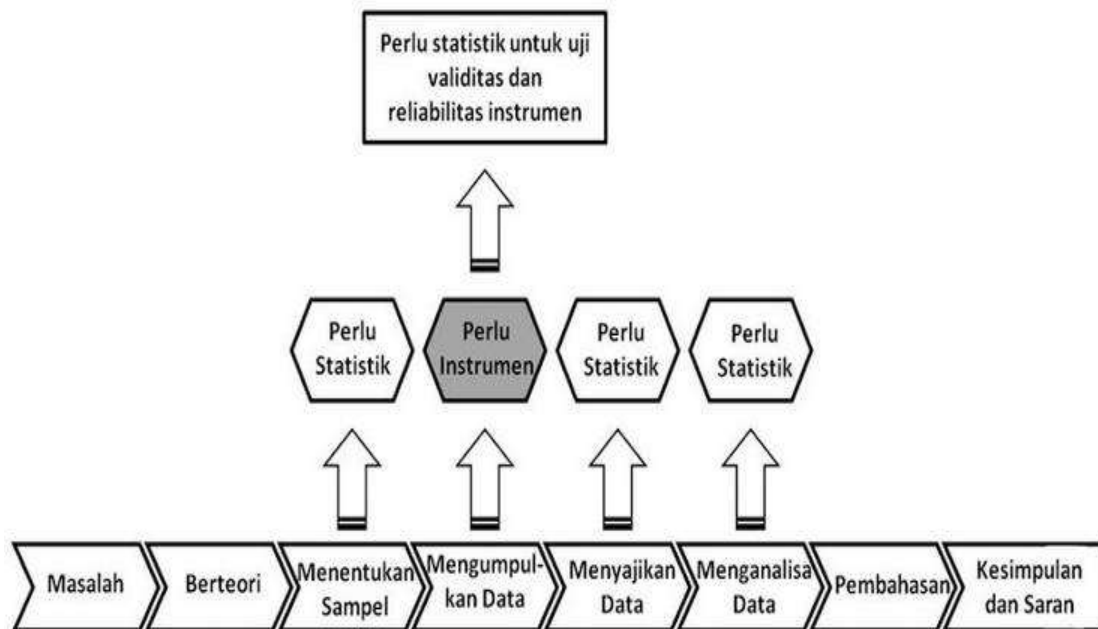 Perlu statistik untuk uji
validitas dan
reliabilitas instrumen
Perlu
Statistik
Perlu
Instrumen
Perlu
Statistik
Perlu
Statistik
Masalah
Berteori
Menentukan
Sampel
Mengumpul-
kan Data
Menyajikan
Data
Menganalisa
Data
Pembahasan
Kesimpulan
dan Saran